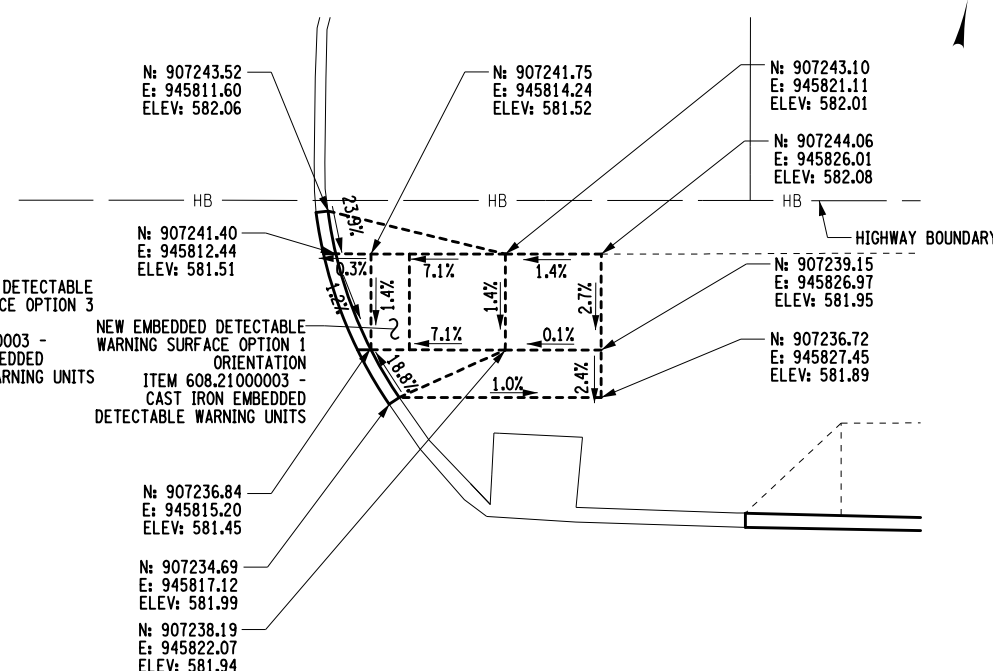 N: 907243.52
E: 945811.60
ELEV: 582.06
N: 907241.75
E: 945814.24
ELEV: 581.52
N: 907243.10
E: 945821.11
ELEV: 582.01
N: 907244.06
E: 945826.01
ELEV: 582.08
HB
HB
HB
HIGHWAY BOUNDARY
N: 907241.40
E: 945812.44
ELEV: 581.51
23.9%
0.3%
7.1%
1.4%
1.2%
1.4%
1.4%
2.7%
N: 907239.15
E: 945826.97
ELEV: 581.95
DETECTABLE
CE OPTION 3
0003 -
EDDED
ARNING UNITS
NEW EMBEDDED DETECTABLE
WARNING SURFACE OPTION 1
ORIENTATION
ITEM 608.21000003 -
CAST IRON EMBEDDED
DETECTABLE WARNING UNITS
7.1%
0.1%
18.8%
1.0%
2.4%
N: 907236.72
E: 945827.45
ELEV: 581.89
N: 907236.84
E: 945815.20
ELEV: 581.45
N: 907234.69
E: 945817.12
ELEV: 581.99
N: 907238.19
E: 945822.07
ELEV: 581.94